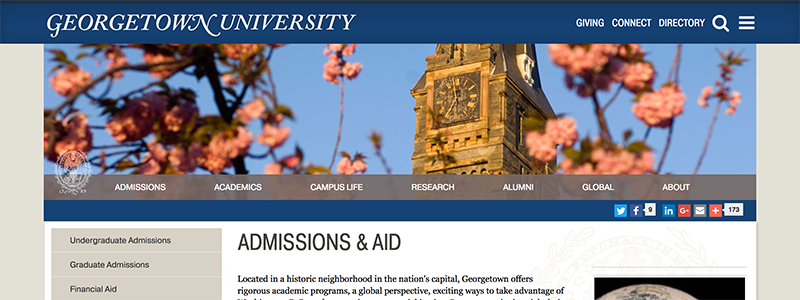 GEORGETOWN UNIVERSITY
GIVING CONNECT DIRECTORY
ADMISSIONS ACADEMICS CAMPUS LIFE RESEARCH ALUMNI GLOBAL ABOUT
9 173
Undergraduate Admissions
Graduate Admissions
Financial Aid
ADMISSIONS & AID
Located in a historic neighborhood in the nation's capital, Georgetown offers
rigorous academic programs, a global perspective, exciting ways to take advantage of